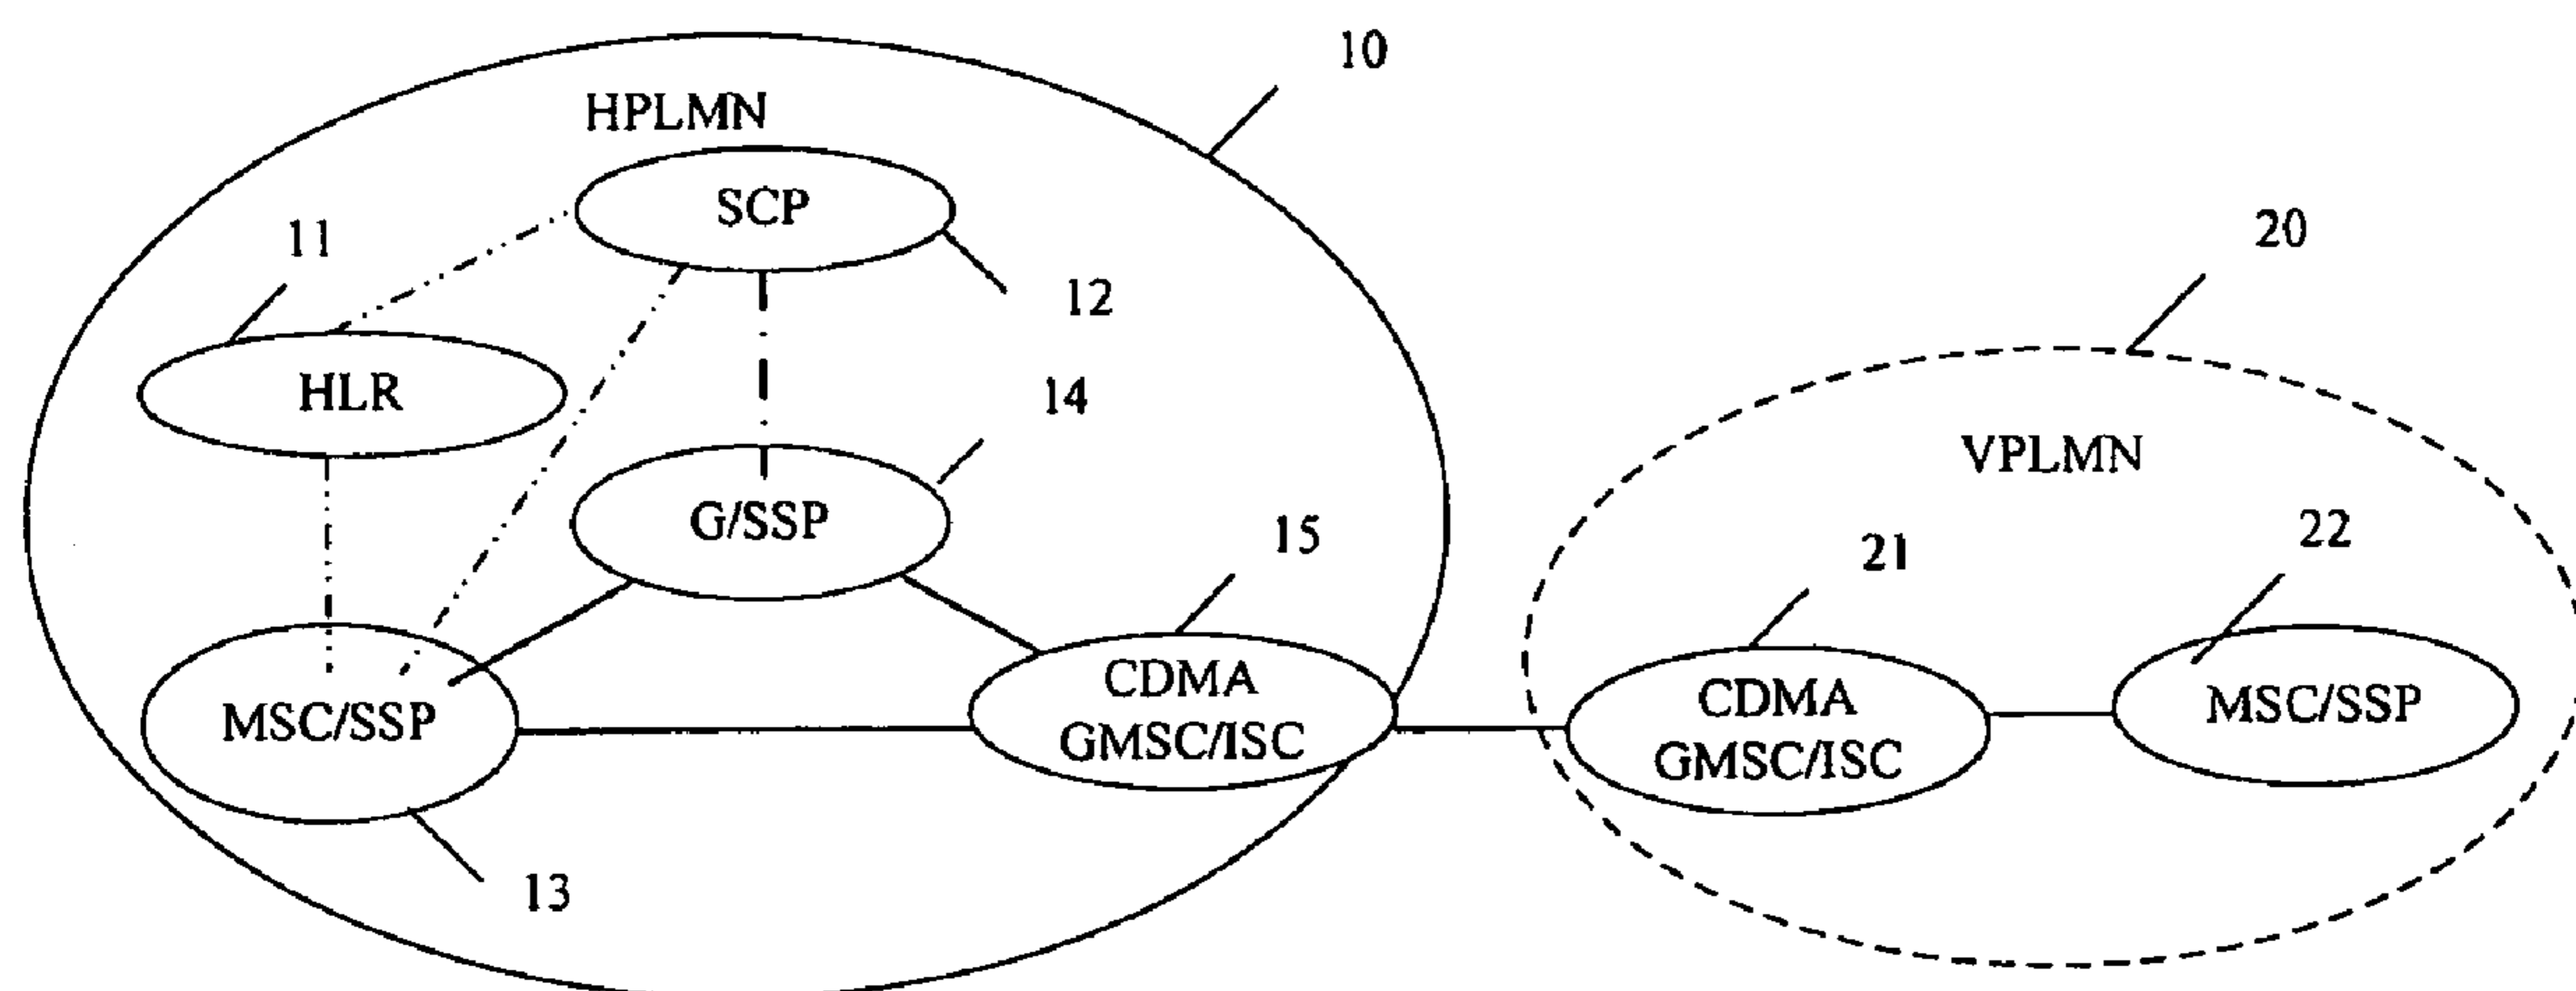 10
HPLMN
SCP
11
12
20
HLR
14
VPLMN
G/SSP
15
21
22
MSC/SSP
CDMA
GMSC/ISC
CDMA
GMSC/ISC
MSC/SSP
13